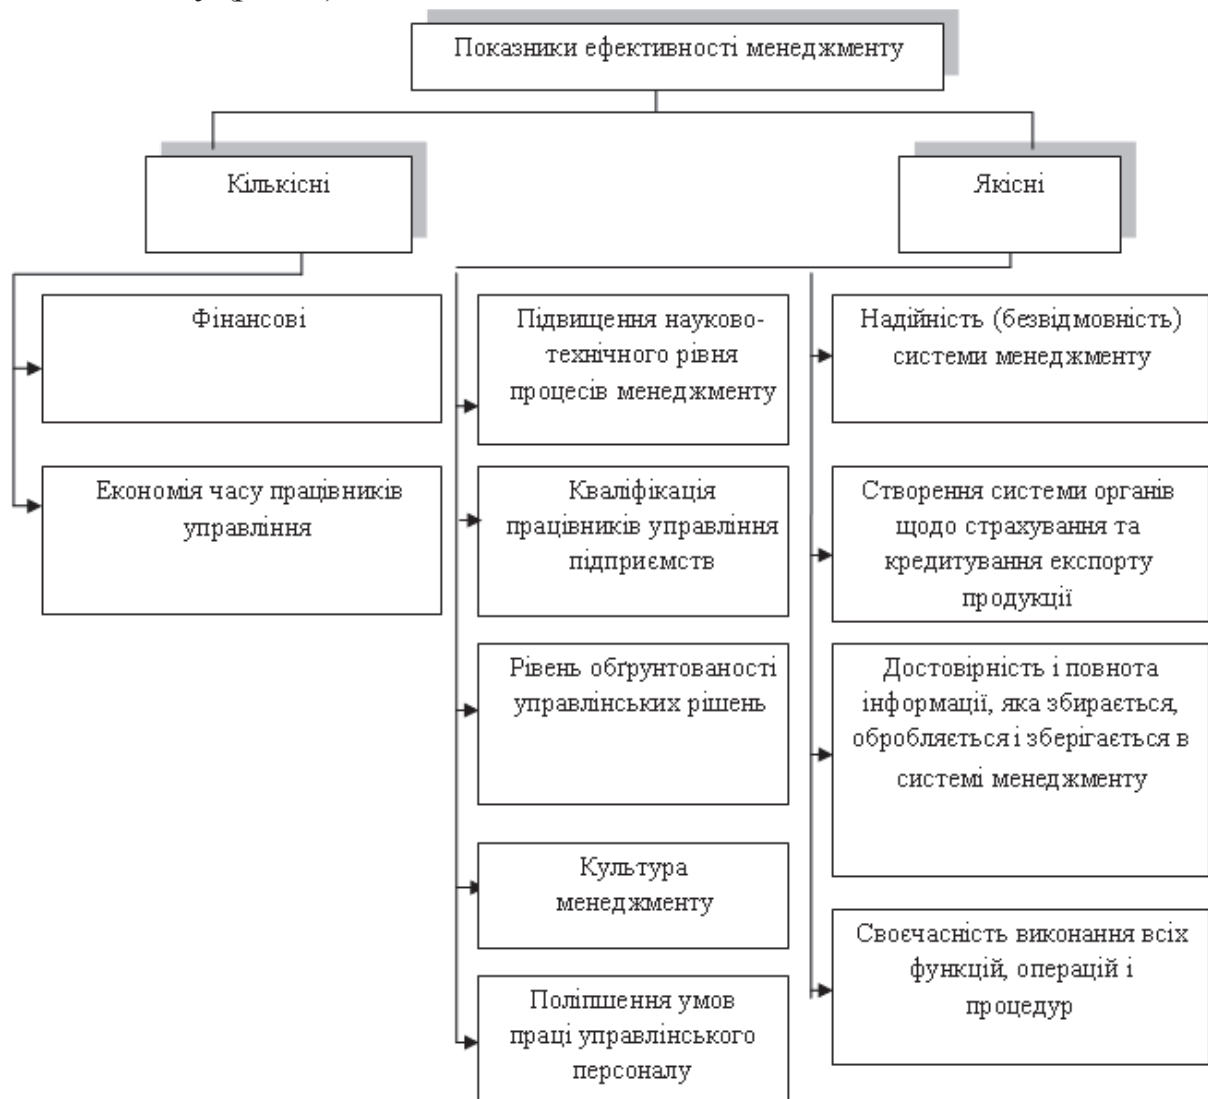 Показники ефективності менеджменту
Кількісні
Якісні
Фінансові
Економія часу працівників
управління
Підвищення науково-
технічного рівня
процесів менеджменту
Кваліфікація
працівників управління
підприємств
Рівень обґрунтованості
управлінських рішень
Культура
менеджменту
Поліпшення умов
праці управлінського
персоналу
Надійність (безвідмовність)
системи менеджменту
Створення системи органів
щодо страхування та
кредитування експорту
продукції
Достовірність і повнота
інформації, яка збирається,
обробляється і зберігається в
системі менеджменту
Своєчасність виконання всіх
функцій, операцій і
процедур